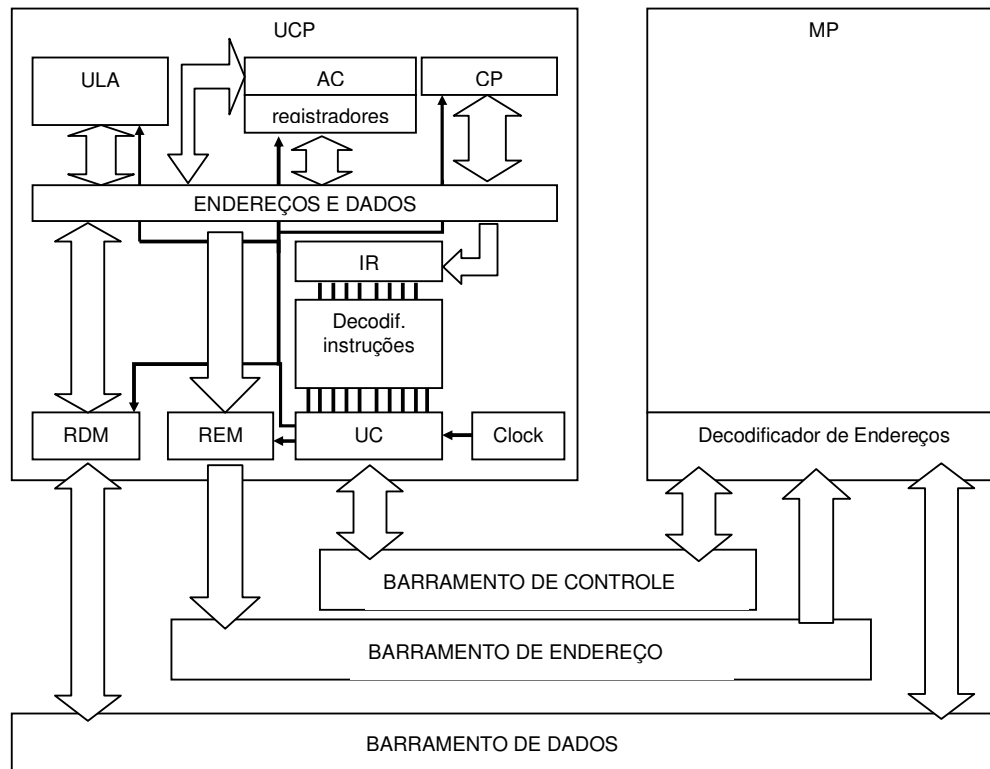 UCP
MP
ULA
AC
CP
registradores
ENDEREÇOS E DADOS
IR
Decodif.
instruções
RDM
REM
UC
Clock
Decodificador de Endereços
BARRAMENTO DE CONTROLE
BARRAMENTO DE ENDEREÇO
BARRAMENTO DE DADOS